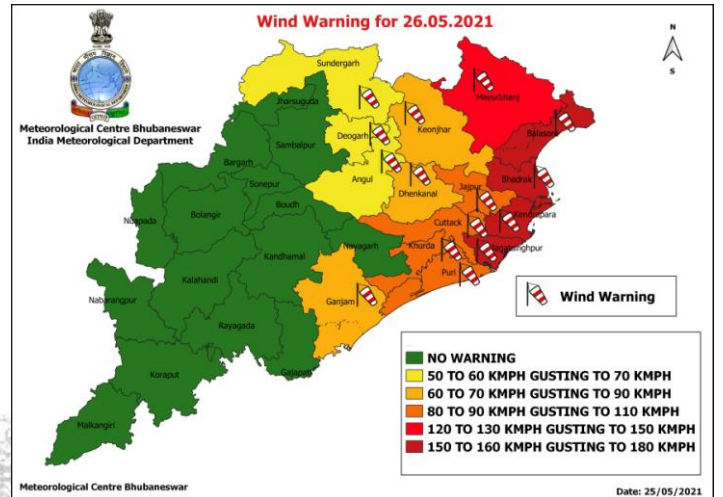 Wind Warning for 26.05.2021
N
S
Meteorological Centre Bhubaneswar
India Meteorological Department
Sundergarh
Jharsuguda
Mayurbhanj
Keonjhar
Balasore
Deogarh
Sambalpur
Bargarh
Bhadrak
Angul
Dhenkanal
Jajpur
Sonepur
Nuapada
Bolangir
Boudh
Cuttack
Kendrapara
Nayagarh
Khurda
Jagatsinghpur
Kandhamal
Puri
Kalahandi
Nabarangpur
Ganjam
Rayagada
Gajapati
Koraput
Malkangiri
Wind Warning
NO WARNING
50 TO 60 KMPH GUSTING TO 70 KMPH
60 TO 70 KMPH GUSTING TO 90 KMPH
80 TO 90 KMPH GUSTING TO 110 KMPH
120 TO 130 KMPH GUSTING TO 150 KMPH
150 TO 160 KMPH GUSTING TO 180 KMPH
Meteorological Centre Bhubaneswar
Date: 25/05/2021